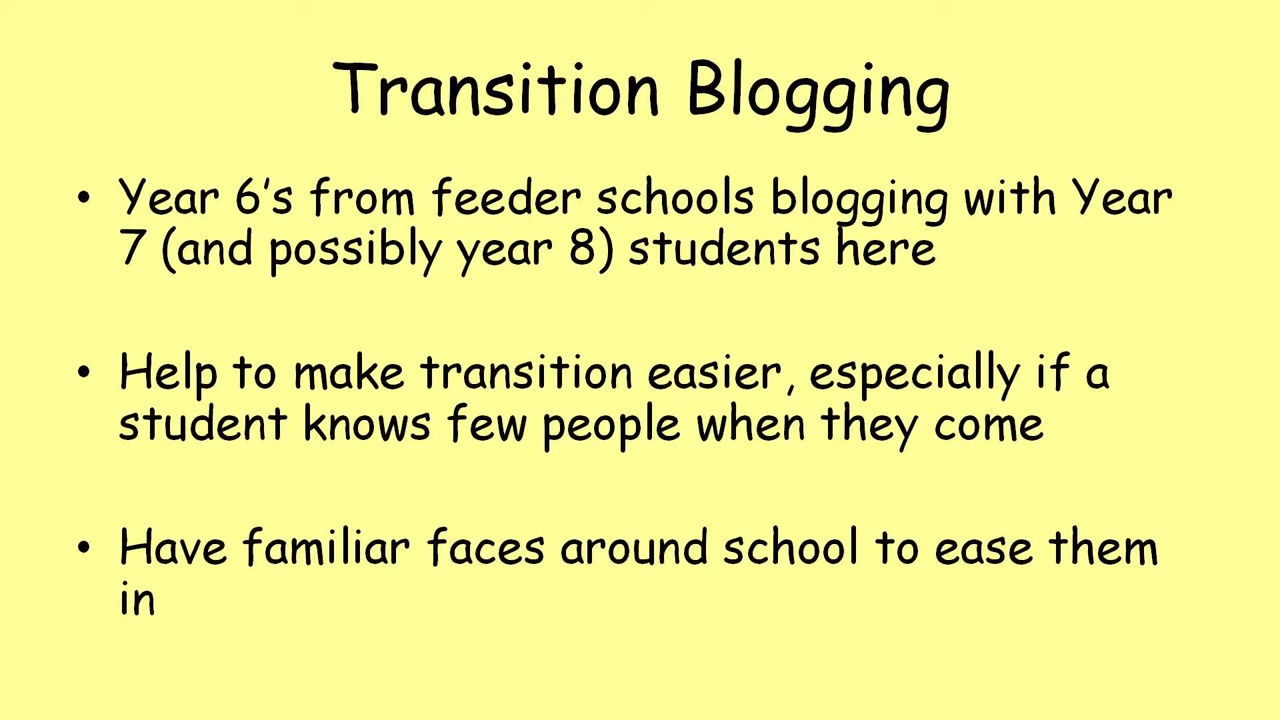 Transition Blogging
• Year 6's from feeder schools blogging with Year
7 (and possibly year 8) students here
• Help to make transition easier, especially if a
student knows few people when they come
• Have familiar faces around school to ease them
in